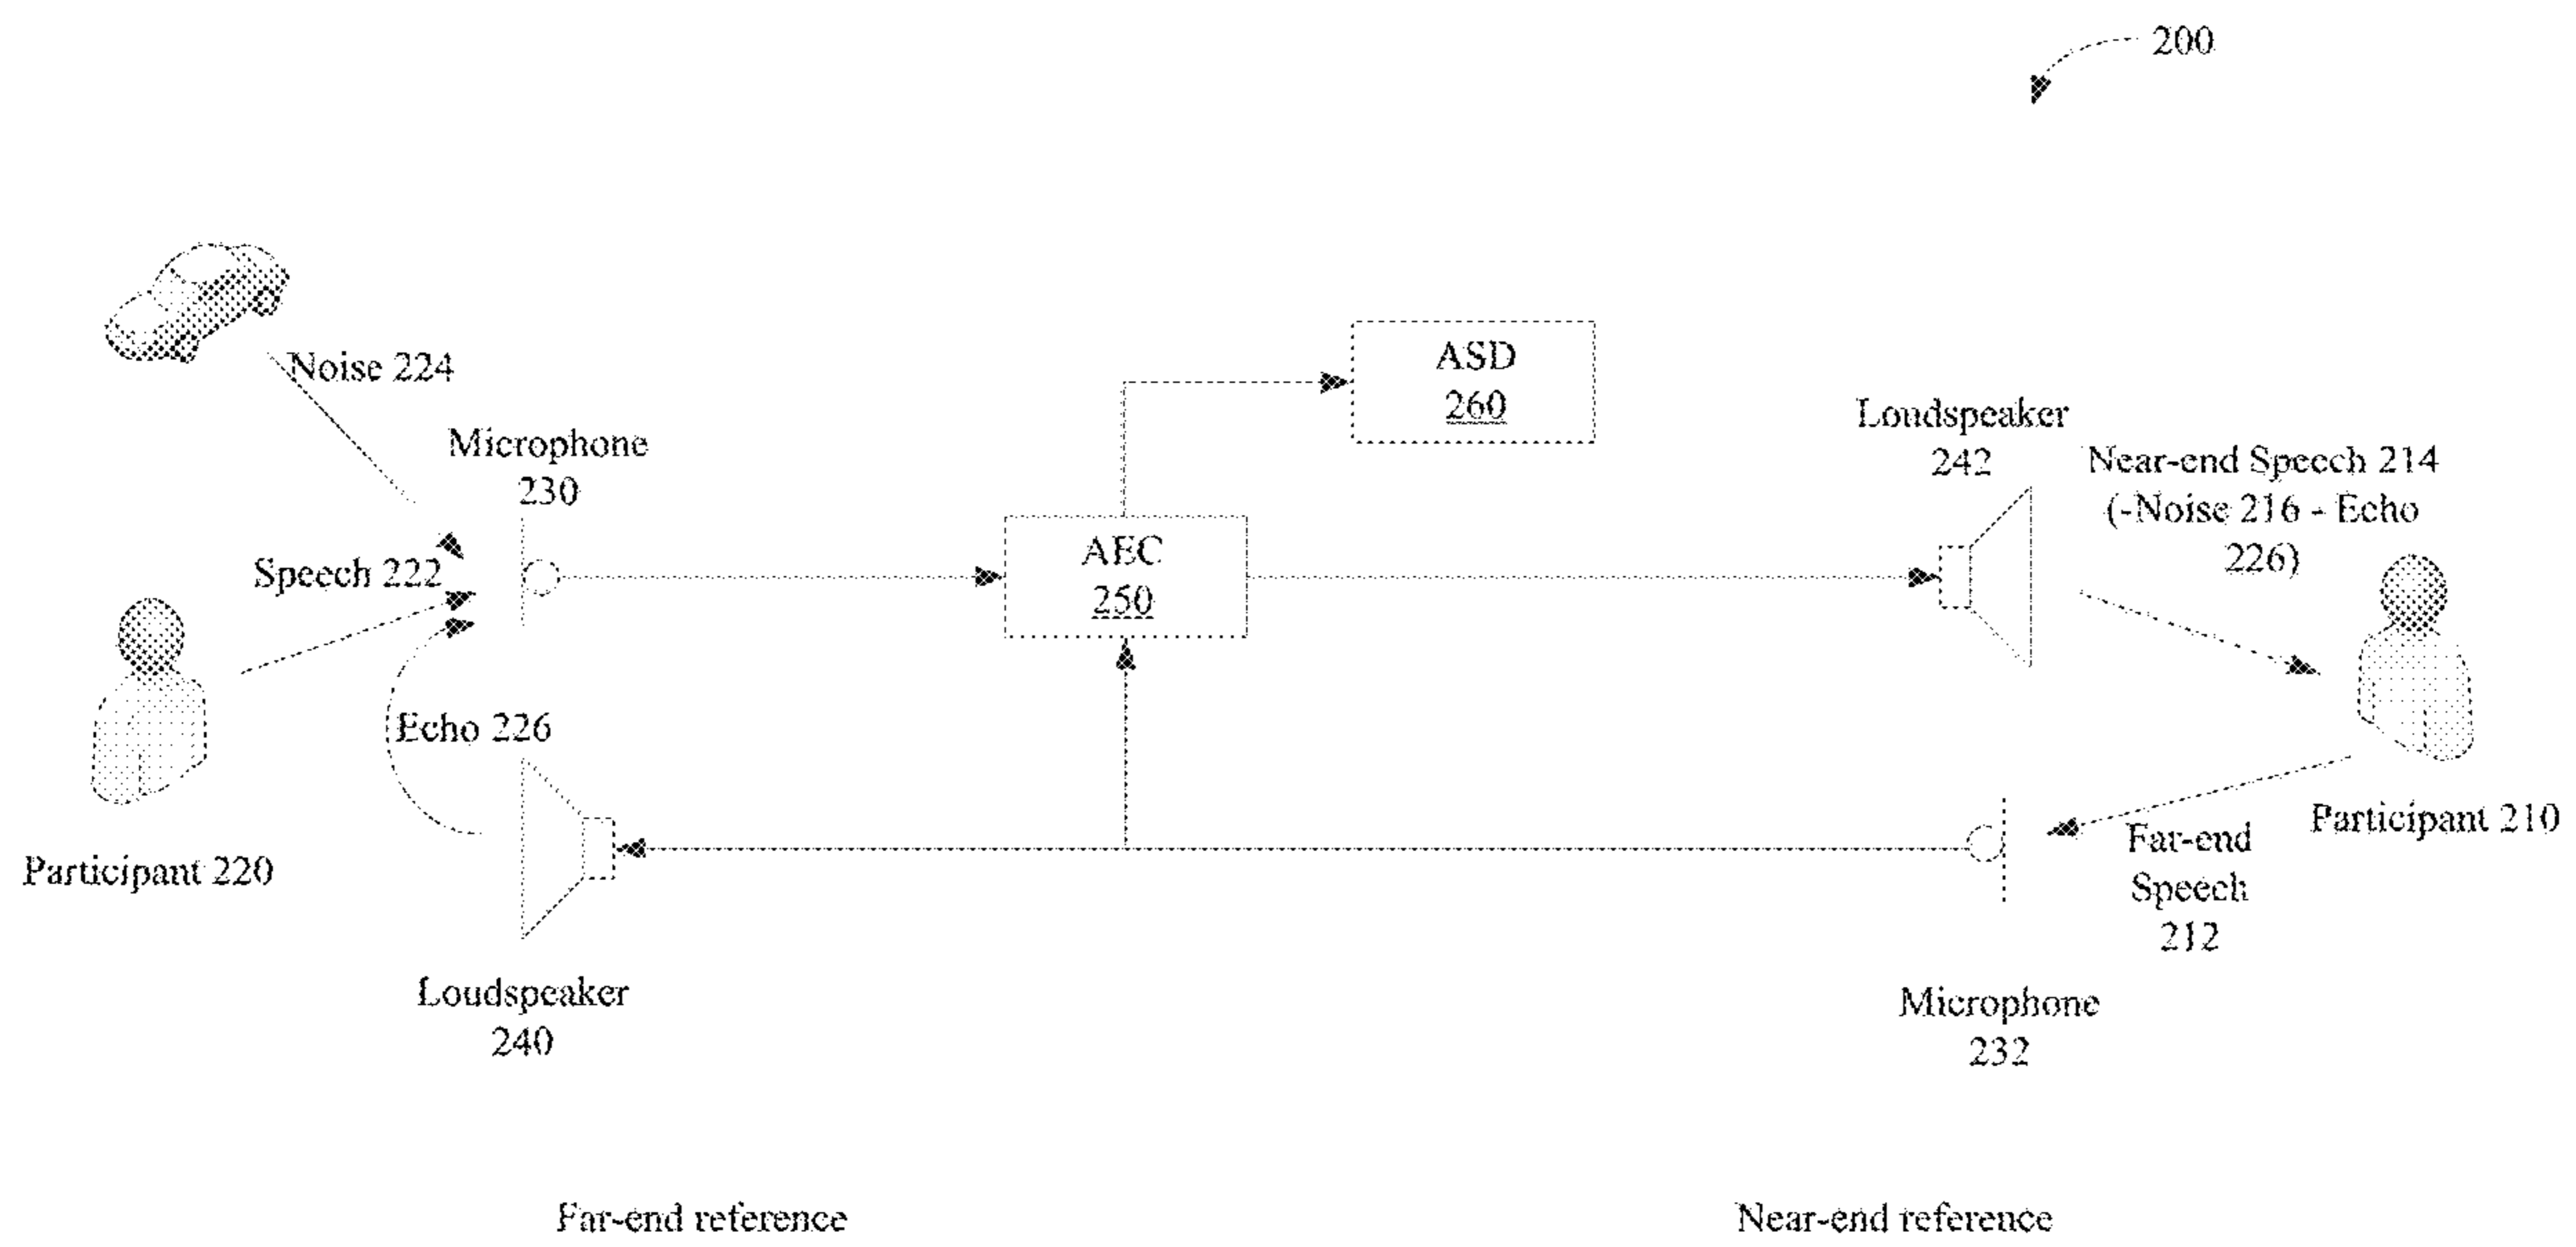 200
ASD
260
Noise 224
Loudspeaker
242
Microphone
230
Near-end Speech 214
(-Noise 216 - Echo
226)
AEC
250
Speech 222
Echo 226
Participant 210
Far-end
Speech
212
Participant 220
Loudspeaker
240
Microphone
232
Far-end reference
Near-end reference